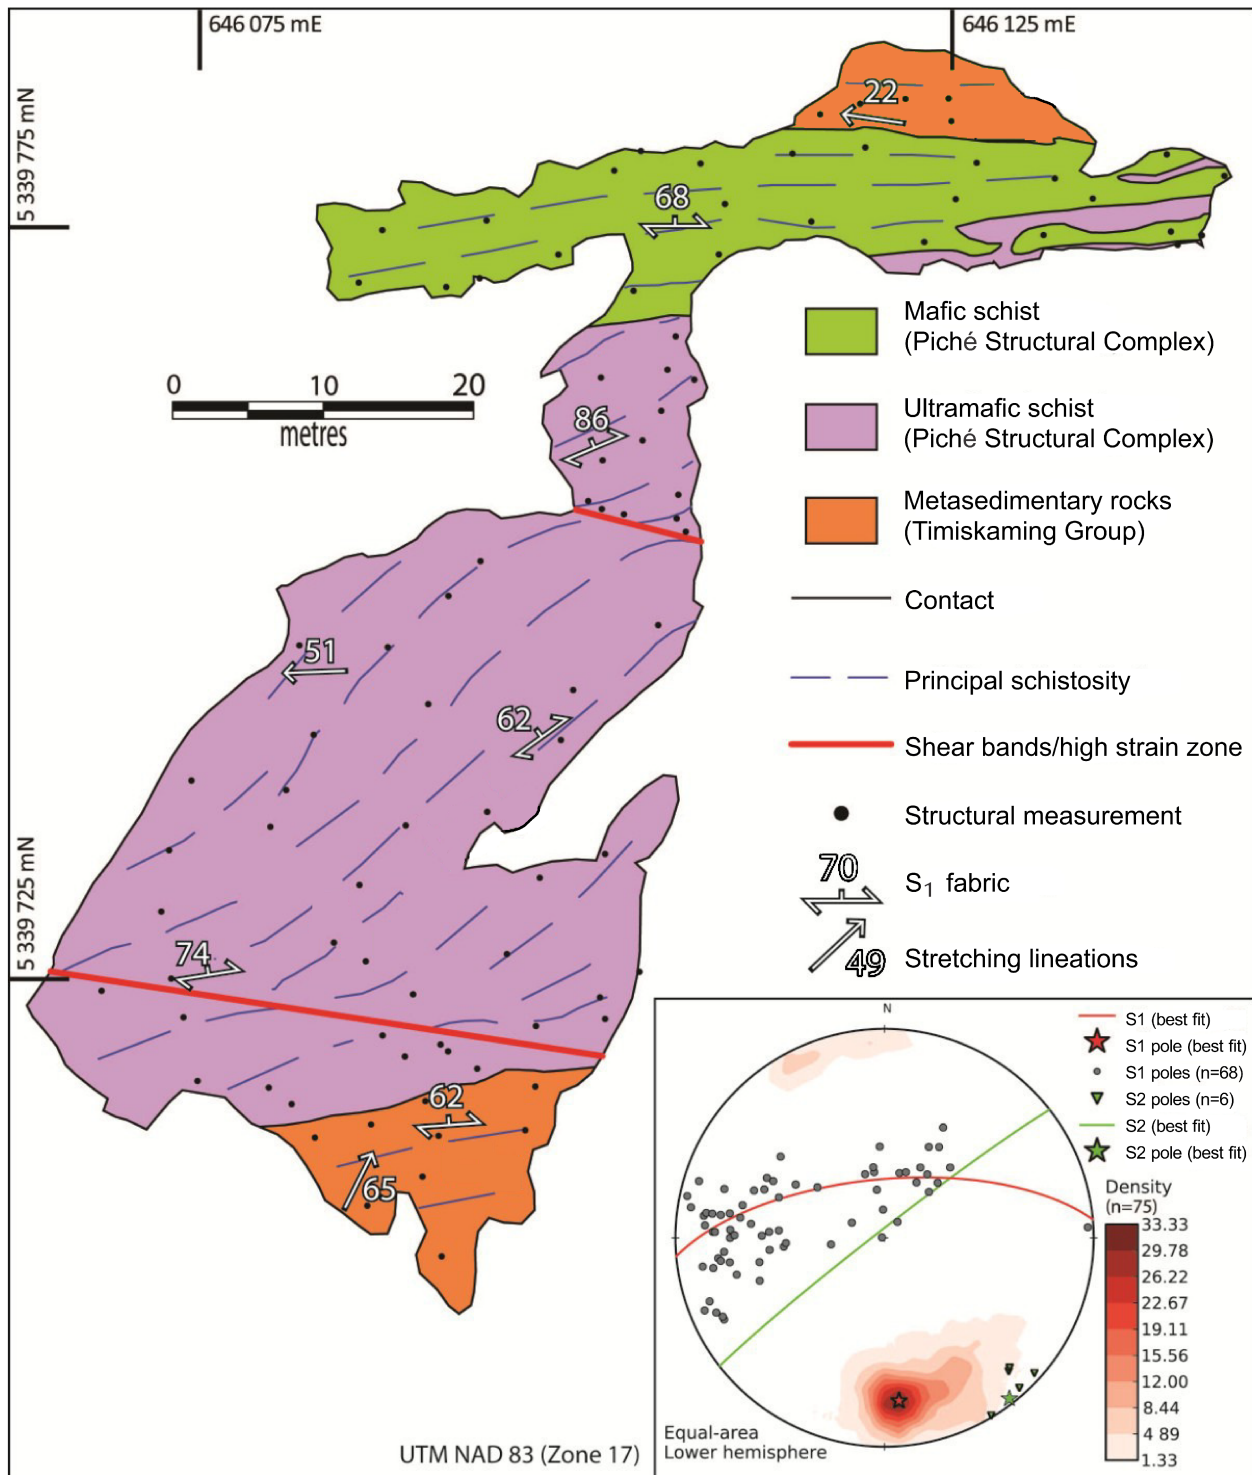 646 075 mE
646 125 mE
5 339 775 mN
22
68
Mafic schist
(Piché Structural Complex)
0 10 20
metres
Ultramafic schist
(Piché Structural Complex)
86
Metasedimentary rocks
(Timiskaming Group)
Contact
51
Principal schistosity
62
Shear bands/high strain zone
Structural measurement
5 339 725 mN
70
S1 fabric
74
49
Stretching lineations
N
S1 (best fit)
S1 pole (best fit)
S1 poles (n=68)
S2 poles (n=6)
S2 (best fit)
S2 pole (best fit)
62
65
Density
(n=75)
33.33
29.78
26.22
22.67
19.11
15.56
12.00
8.44
4 89
1.33
Equal-area
Lower hemisphere
UTM NAD 83 (Zone 17)